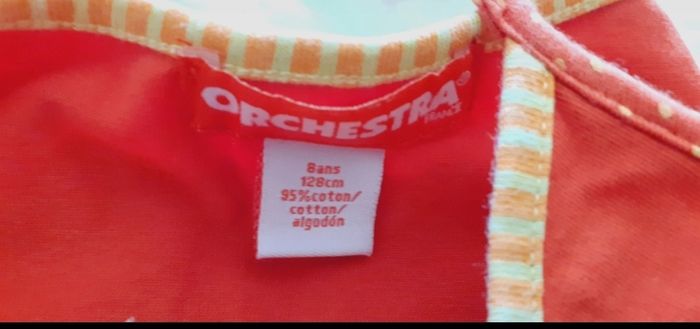 ORCHESTRA®
FRANCE
8ans
128cm
95%coton/
cotton/
algodón